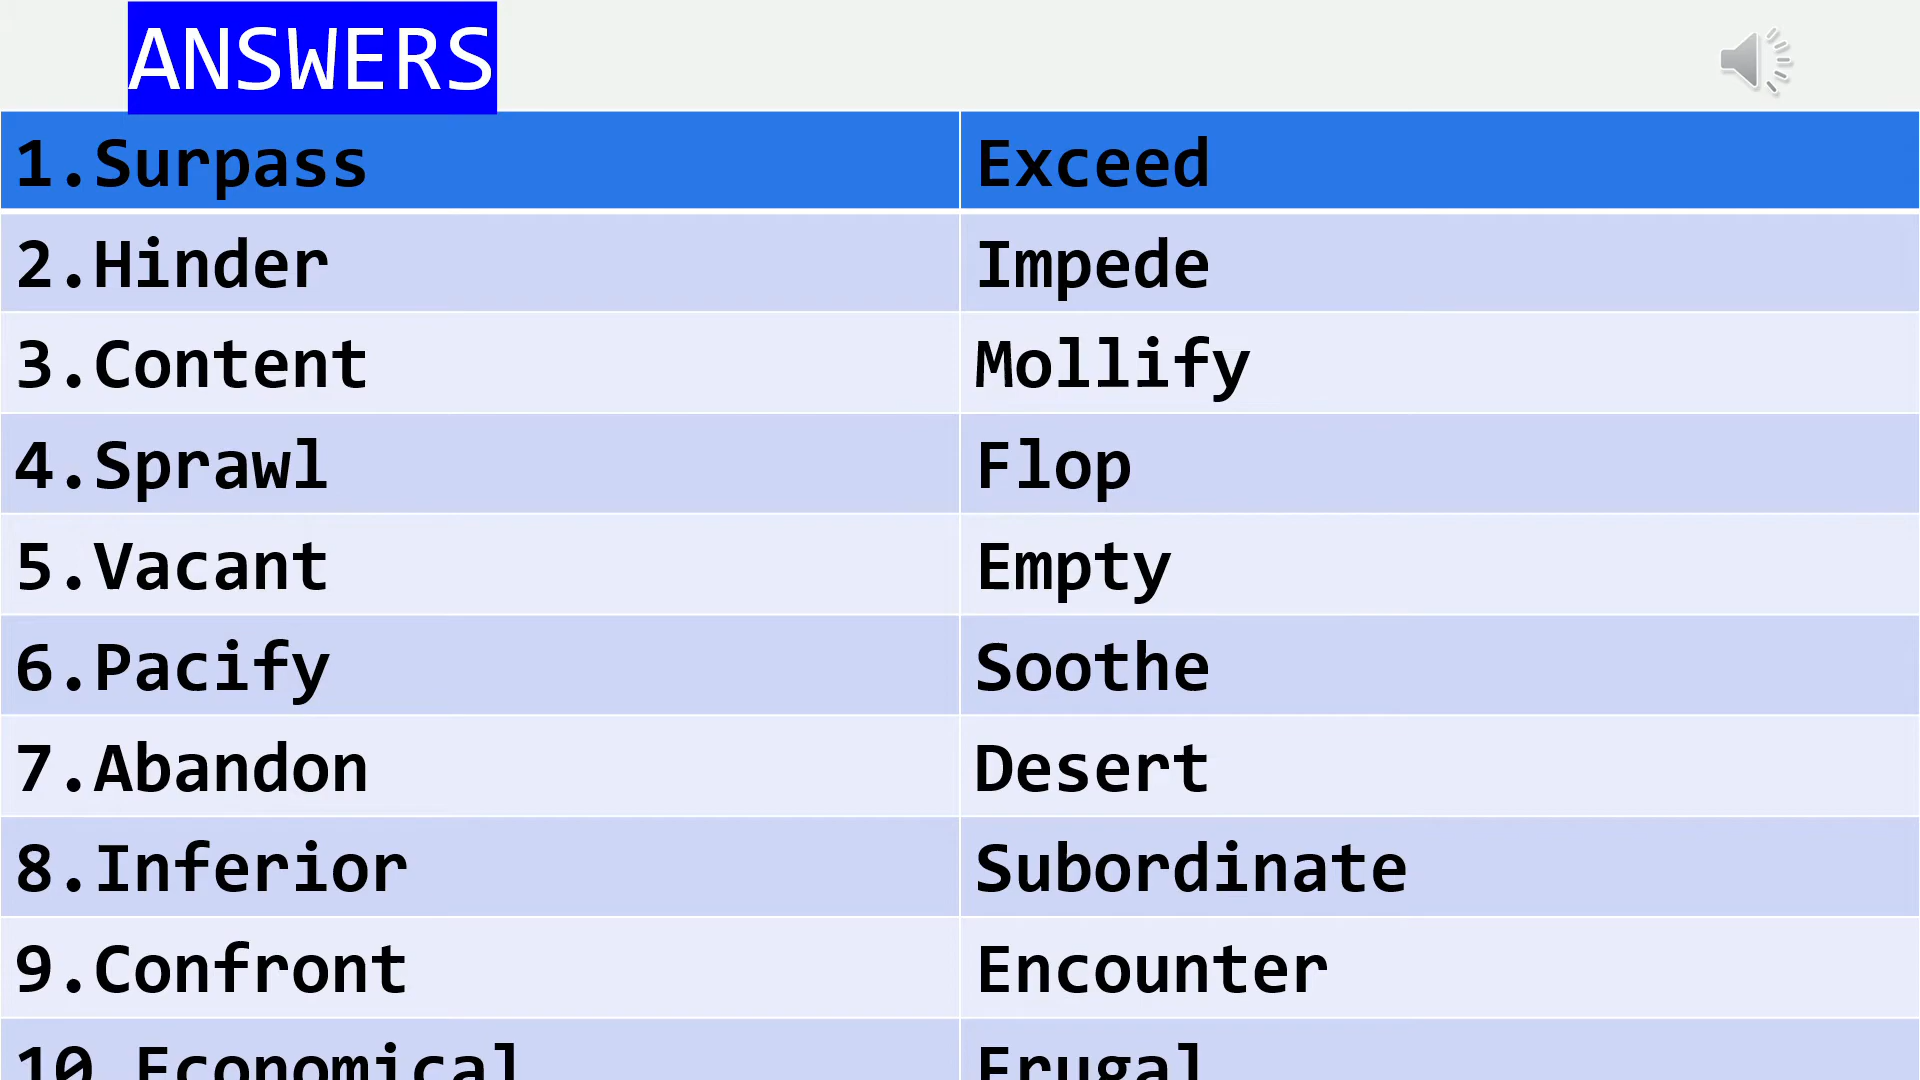 ANSWERS
1.Surpass Exceed
2.Hinder Impede
3.Content Mollify
4.Sprawl Flop
5.Vacant Empty
6.Pacify Soothe
7.Abandon Desert
8.Inferior Subordinate
9.Confront Encounter
10.Economical Frugal